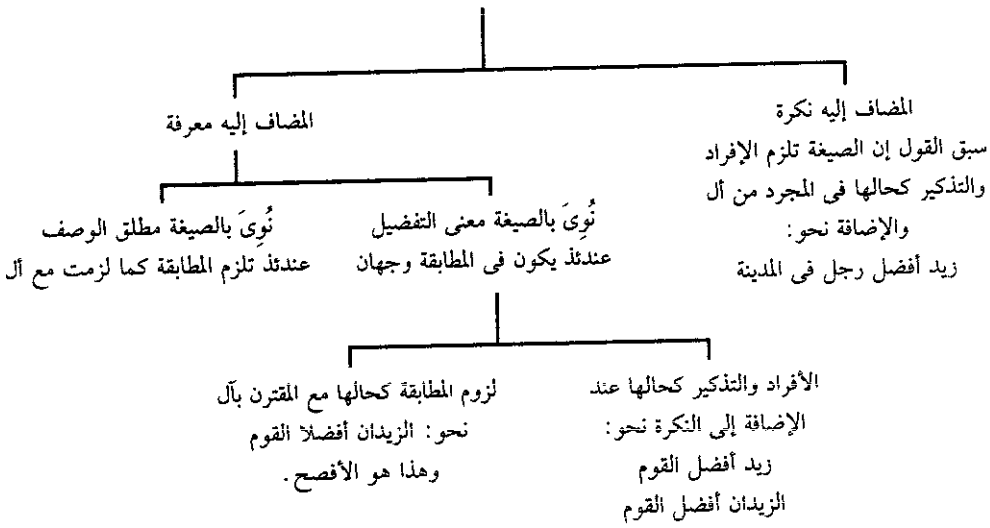 المضاف إليه نكرة
سبق القول إن الصيغة تلزم الإفراد
والتذكير كحالها فى المجرد من أل
والإضافة نحو:
زيد أفضل رجل فى المدينة
المضاف إليه معرفة
نُوِىَ بالصيغة معنى التفضيل
عندئذ يكون فى المطابقة وجهان
نُوِىَ بالصيغة مطلق الوصف
عندئذ تلزم المطابقة كما لزمت مع أل
الأفراد والتذكير كحالها عند
الإضافة إلى النكرة نحو:
زيد أفضل القوم
الزيدان أفضل القوم
لزوم المطابقة كحالها مع المقترن بآل
نحو: الزيدان أفضلا القوم
وهذا هو الأفصح.